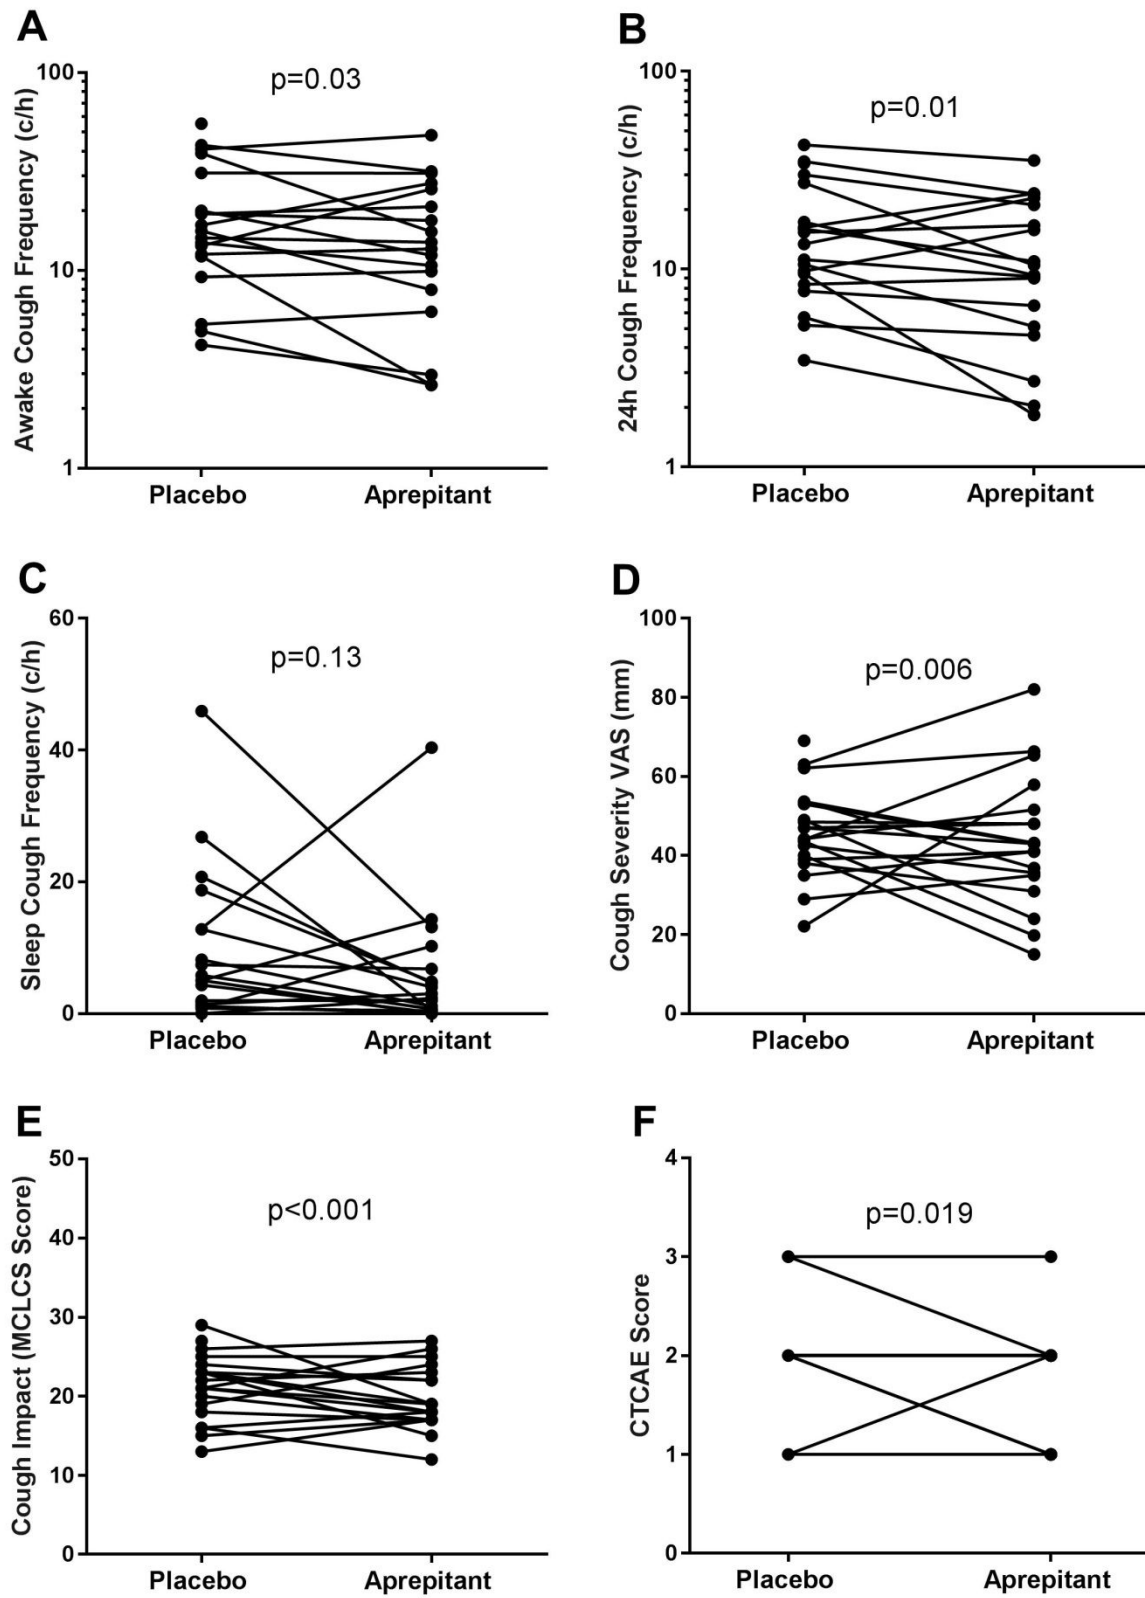 A
p=0.03
Awake Cough Frequency (c/h)
100
10
1
Placebo Aprepitant
B
p=0.01
24h Cough Frequency (c/h)
100
10
1
Placebo Aprepitant
C
p=0.13
Sleep Cough Frequency (c/h)
60
40
20
0
Placebo Aprepitant
D
p=0.006
Cough Severity VAS (mm)
100
80
60
40
20
0
Placebo Aprepitant
E
p<0.001
Cough Impact (MCLCS Score)
50
40
30
20
10
0
Placebo Aprepitant
F
p=0.019
CTCAE Score
4
3
2
1
0
Placebo Aprepitant